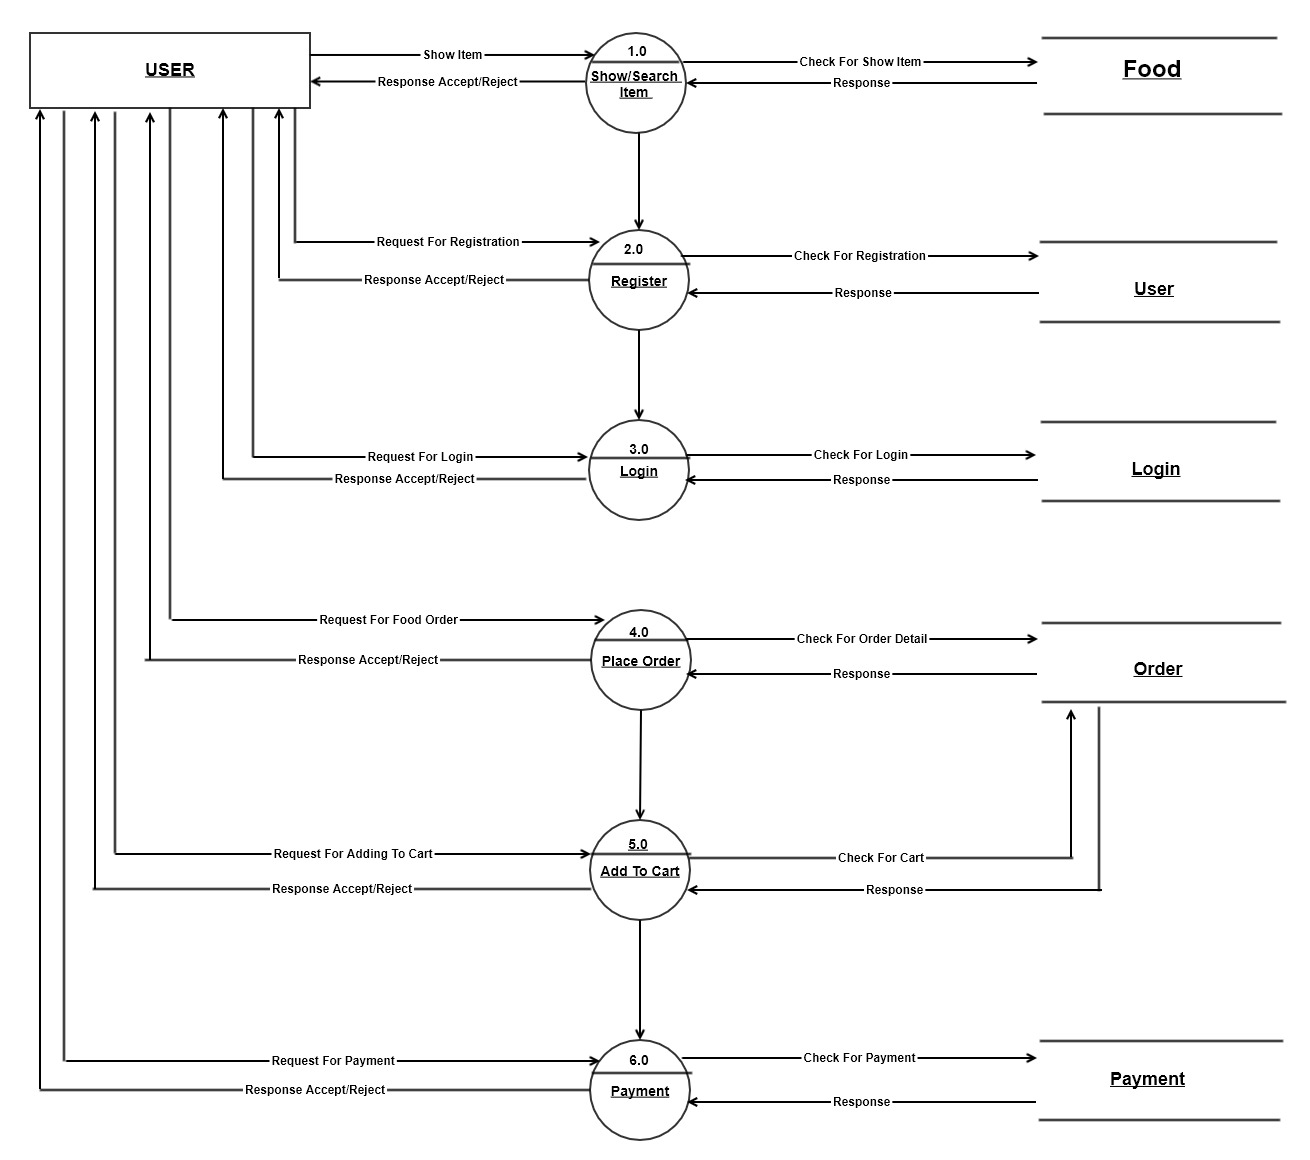 USER
Show Item
Response Accept/Reject
1.0
Show/Search
Item
Check For Show Item
Response
Food
Request For Registration
Response Accept/Reject
2.0
Register
Check For Registration
Response
User
Request For Login
Response Accept/Reject
3.0
Login
Check For Login
Response
Login
Request For Food Order
Response Accept/Reject
4.0
Place Order
Check For Order Detail
Response
Order
Request For Adding To Cart
Response Accept/Reject
5.0
Add To Cart
Check For Cart
Response
Request For Payment
Response Accept/Reject
6.0
Payment
Check For Payment
Response
Payment